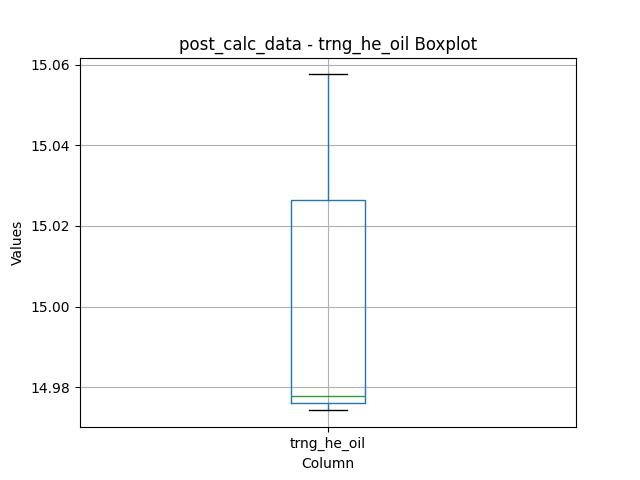 post_calc_data - trng_he_oil Boxplot
15.06
15.04
15.02
15.00
14.98
Values
trng_he_oil
Column